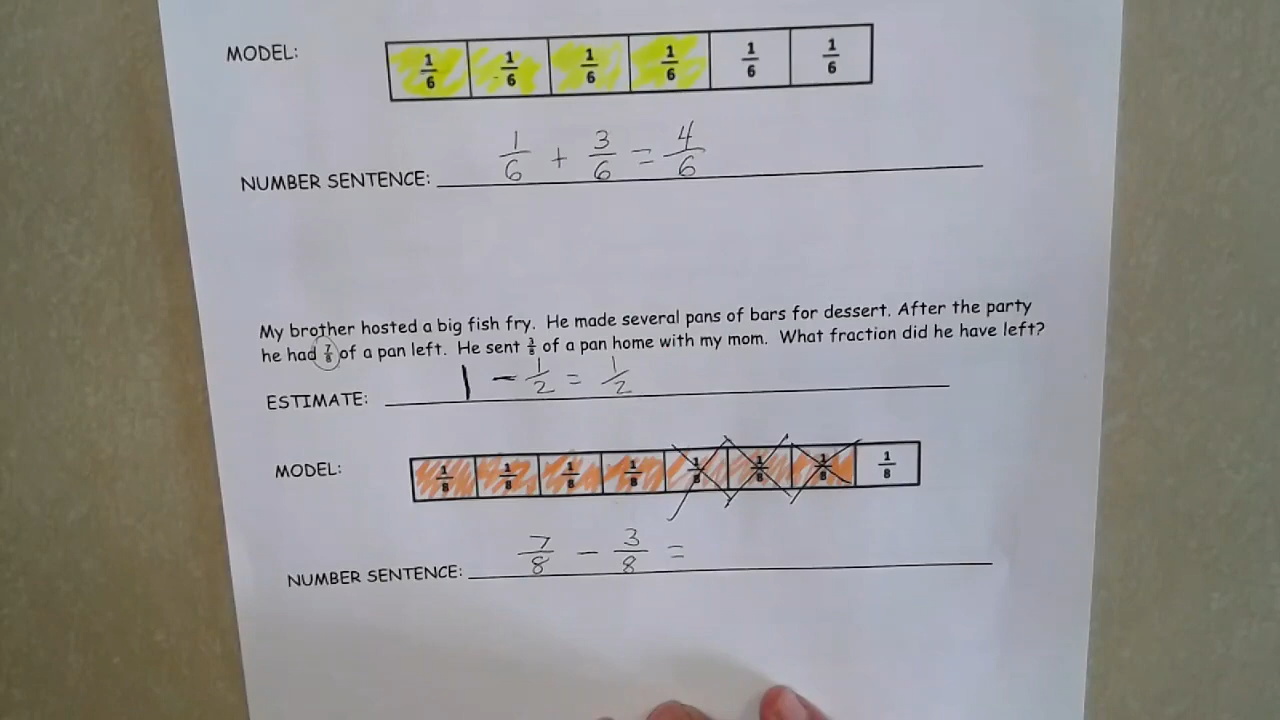 MODEL: 1/6 1/6 1/6 1/6 1/6 1/6
NUMBER SENTENCE: 1/6 + 3/6 = 4/6
My brother hosted a big fish fry. He made several pans of bars for dessert. After the party
he had 7/8 of a pan left. He sent 3/8 of a pan home with my mom. What fraction did he have left?
ESTIMATE: 1 - 1/2 = 1/2
MODEL: 1/8 1/8 1/8 1/8 1/8 1/8 1/8 1/8
NUMBER SENTENCE: 7/8 - 3/8 =